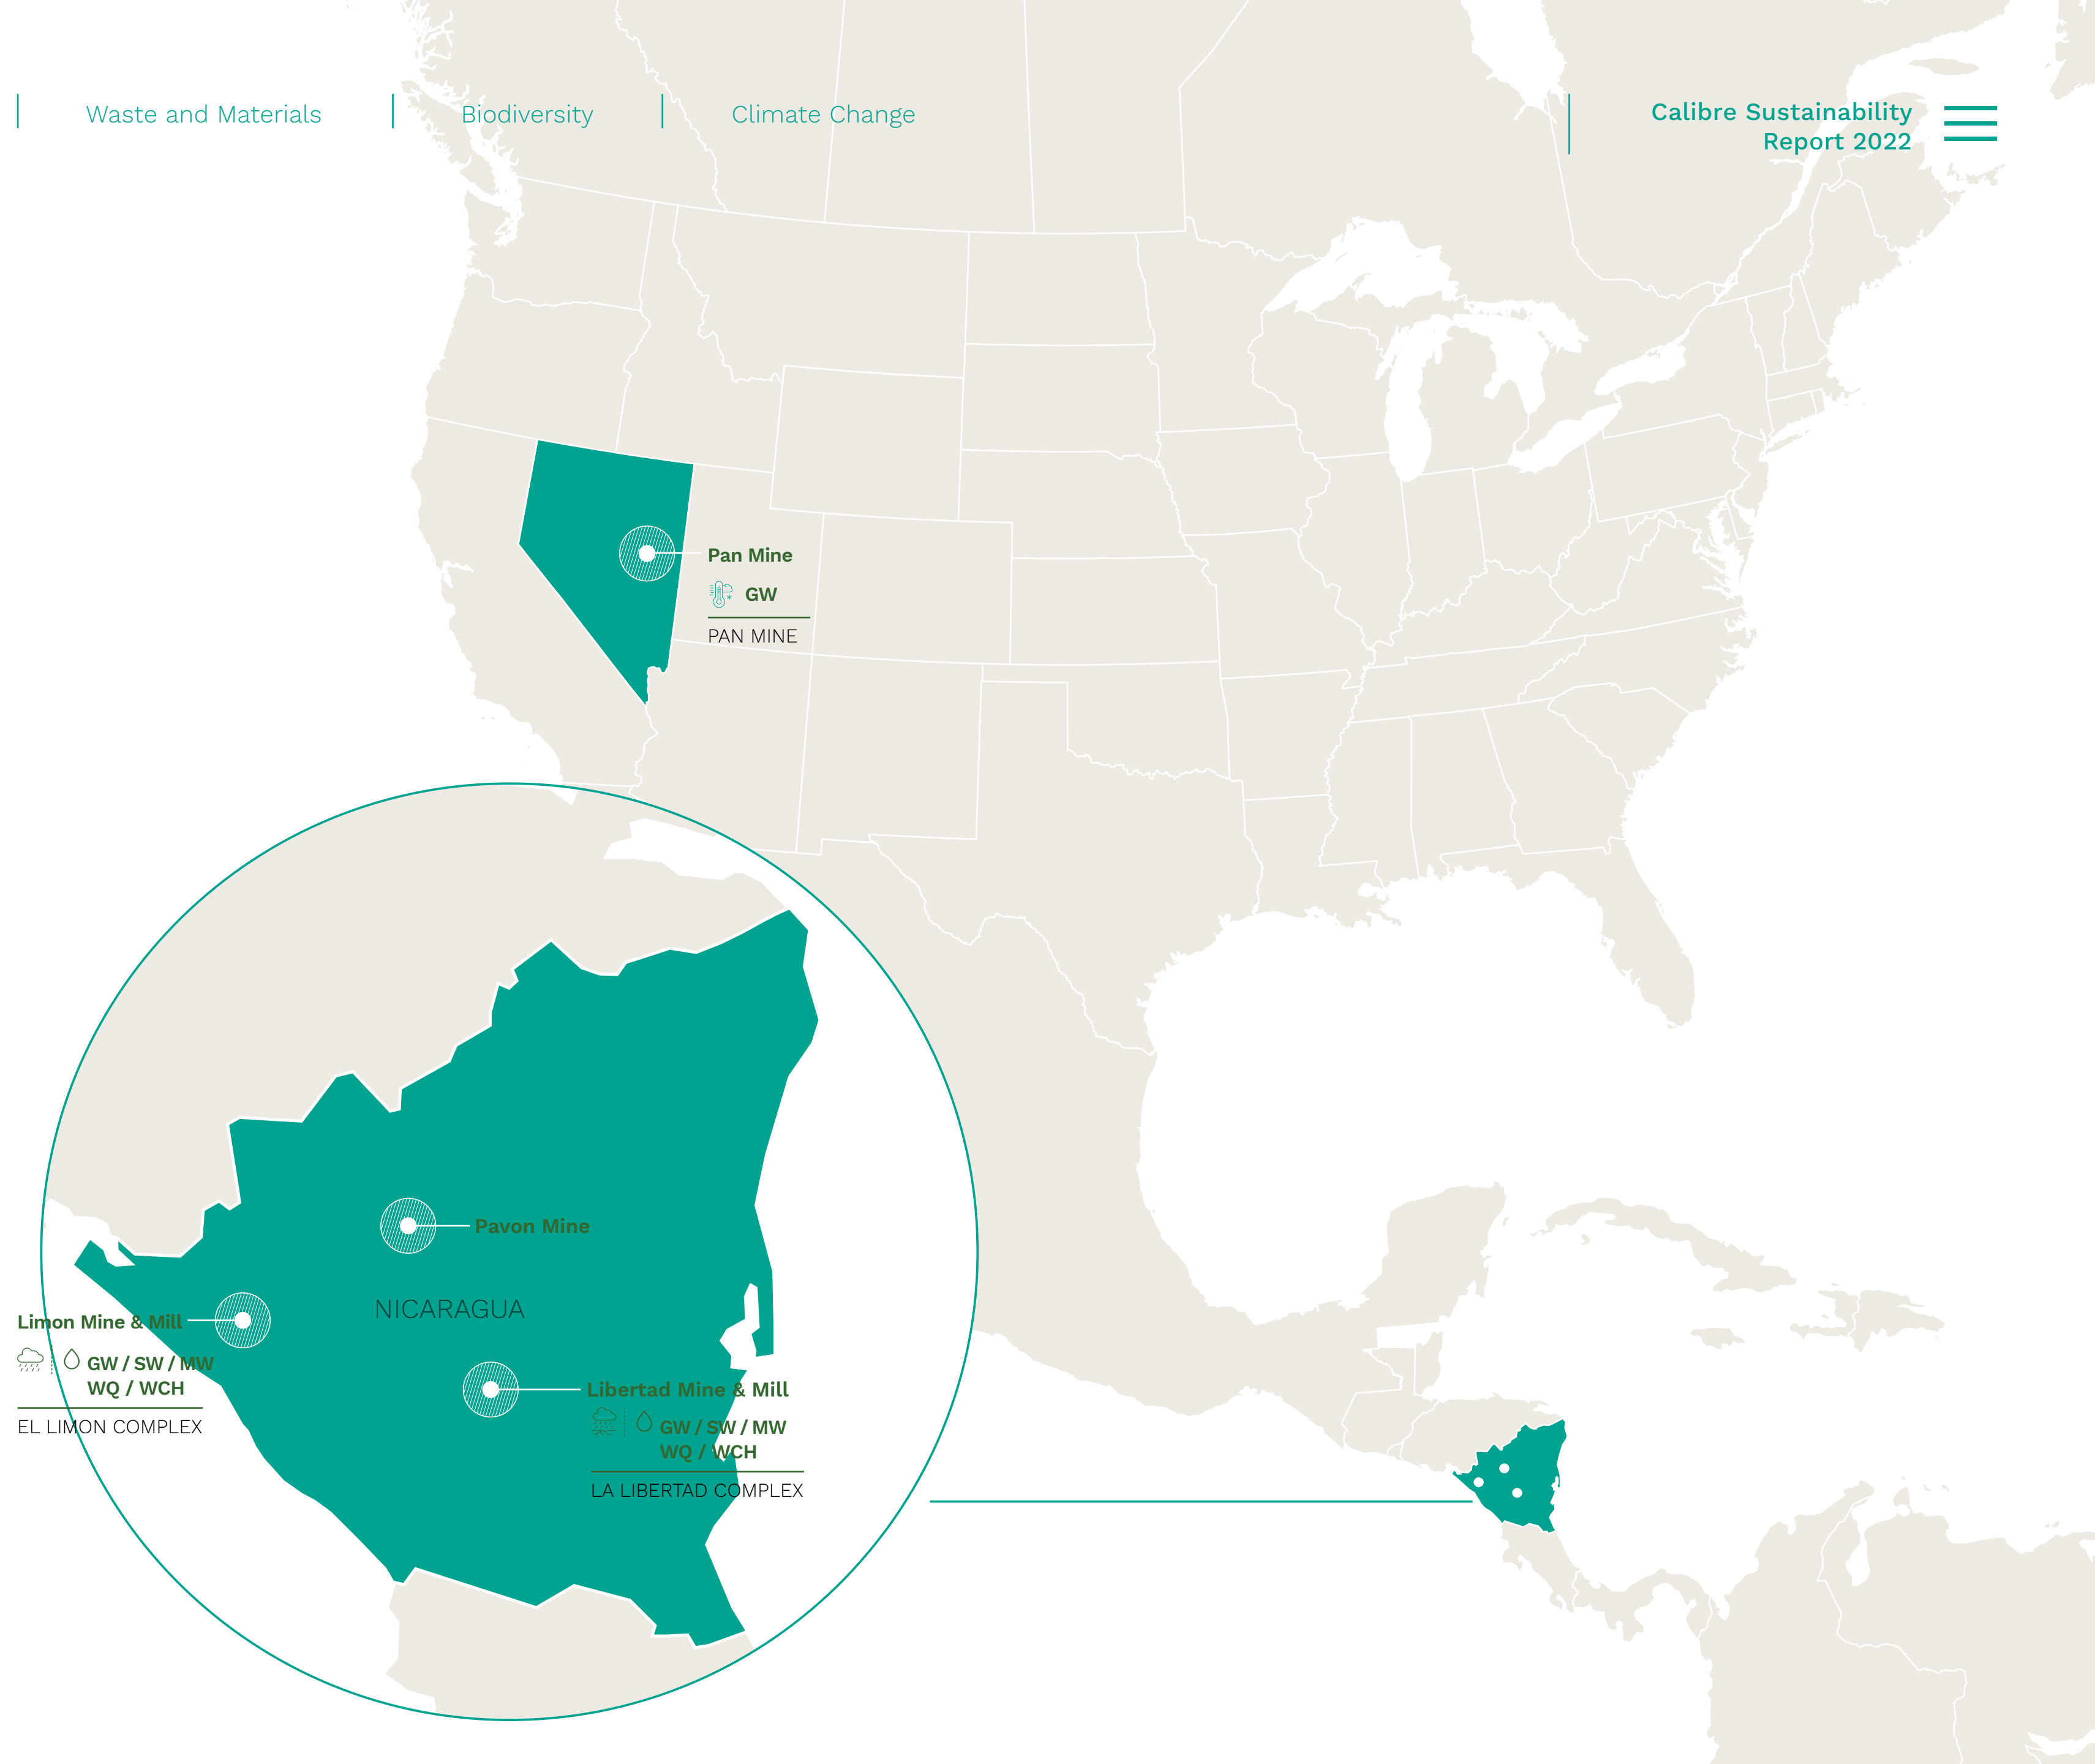 Waste and Materials
Biodiversity
Climate Change
Calibre Sustainability
Report 2022
Pan Mine
GW
PAN MINE
Pavon Mine
NICARAGUA
Limon Mine & Mill
GW / SW / MW
WQ / WCH
EL LIMON COMPLEX
Libertad Mine & Mill
GW / SW / MW
WQ / WCH
LA LIBERTAD COMPLEX